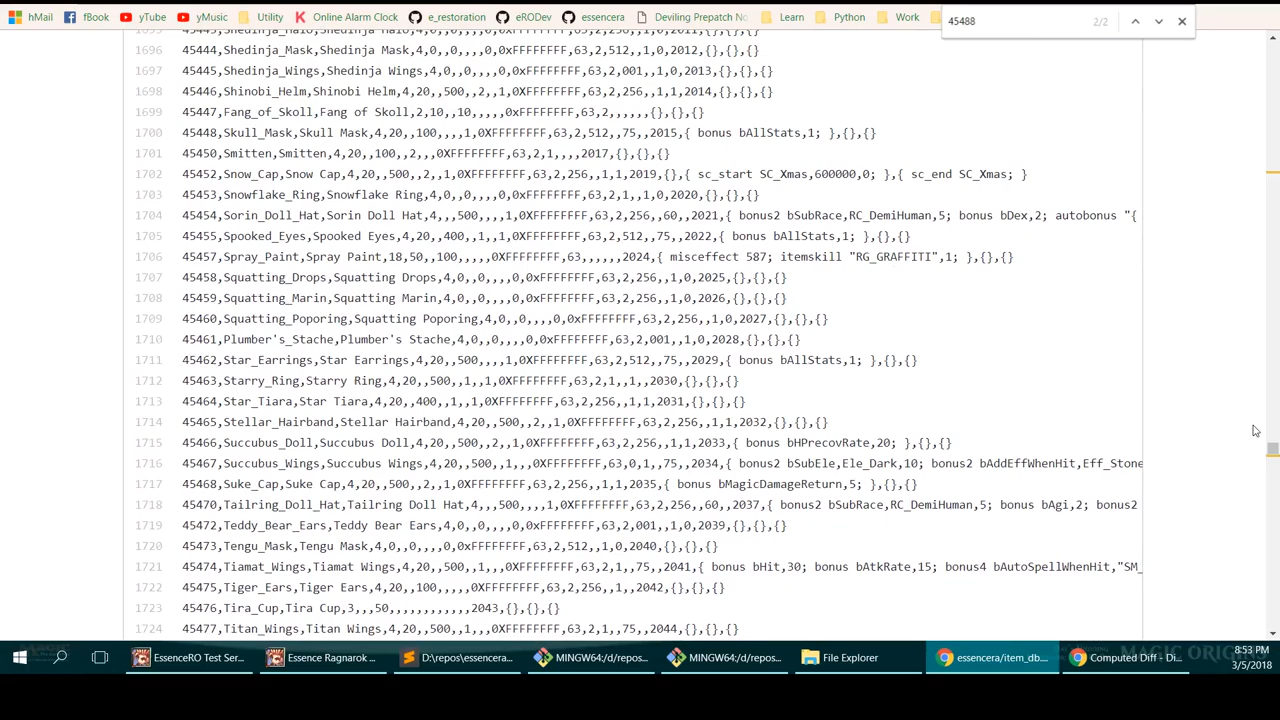 hMail fBook yTube yMusic Utility Online Alarm Clock e_restoration eRODev essencera Deviling Prepatch No Learn Python Work 45488 2/2
1696 45444,Shedinja_Mask,Shedinja Mask,4,0,,0,,,,0,0xFFFFFFFF,63,2,512,,1,0,2012,{},{},{}
1697 45445,Shedinja_Wings,Shedinja Wings,4,0,,0,,,,0,0xFFFFFFFF,63,2,001,,1,0,2013,{},{},{}
1698 45446,Shinobi_Helm,Shinobi Helm,4,20,,500,,2,,1,0XFFFFFFFF,63,2,256,,1,1,2014,{},{},{}
1699 45447,Fang_of_Skoll,Fang of Skoll,2,10,,10,,,,,0xFFFFFFFF,63,2,,,,,,{},{},{}
1700 45448,Skull_Mask,Skull Mask,4,20,,100,,,,1,0XFFFFFFFF,63,2,512,,75,,2015,{ bonus bAllStats,1; },{},{}
1701 45450,Smitten,Smitten,4,20,,100,,2,,,0XFFFFFFFF,63,2,1,,,,2017,{},{},{}
1702 45452,Snow_Cap,Snow Cap,4,20,,500,,2,,1,0XFFFFFFFF,63,2,256,,1,1,2019,{},{ sc_start SC_Xmas,600000,0; },{ sc_end SC_Xmas; }
1703 45453,Snowflake_Ring,Snowflake Ring,4,0,,0,,,,0,0xFFFFFFFF,63,2,1,,1,0,2020,{},{},{}
1704 45454,Sorin_Doll_Hat,Sorin Doll Hat,4,,,500,,,,1,0XFFFFFFFF,63,2,256,,60,,2021,{ bonus2 bSubRace,RC_DemiHuman,5; bonus bDex,2; autobonus "{
1705 45455,Spooked_Eyes,Spooked Eyes,4,20,,400,,1,,1,0XFFFFFFFF,63,2,512,,75,,2022,{ bonus bAllStats,1; },{},{}
1706 45457,Spray_Paint,Spray Paint,18,50,,100,,,,,0XFFFFFFFF,63,,,,,,2024,{ misceffect 587; itemskill "RG_GRAFFITI",1; },{},{}
1707 45458,Squatting_Drops,Squatting Drops,4,0,,0,,,,0,0xFFFFFFFF,63,2,256,,1,0,2025,{},{},{}
1708 45459,Squatting_Marin,Squatting Marin,4,0,,0,,,,0,0xFFFFFFFF,63,2,256,,1,0,2026,{},{},{}
1709 45460,Squatting_Poporing,Squatting Poporing,4,0,,0,,,,0,0xFFFFFFFF,63,2,256,,1,0,2027,{},{},{}
1710 45461,Plumber's_Stache,Plumber's Stache,4,0,,0,,,,0,0xFFFFFFFF,63,2,001,,1,0,2028,{},{},{}
1711 45462,Star_Earrings,Star Earrings,4,20,,500,,,,1,0XFFFFFFFF,63,2,512,,75,,2029,{ bonus bAllStats,1; },{},{}
1712 45463,Starry_Ring,Starry Ring,4,20,,500,,1,,1,0XFFFFFFFF,63,2,1,,1,,2030,{},{},{}
1713 45464,Star_Tiara,Star Tiara,4,20,,400,,1,,1,0XFFFFFFFF,63,2,256,,1,1,2031,{},{},{}
1714 45465,Stellar_Hairband,Stellar Hairband,4,20,,500,,2,,1,0XFFFFFFFF,63,2,256,,1,1,2032,{},{},{}
1715 45466,Succubus_Doll,Succubus Doll,4,20,,500,,2,,1,0XFFFFFFFF,63,2,256,,1,1,2033,{ bonus bHPrecovRate,20; },{},{}
1716 45467,Succubus_Wings,Succubus Wings,4,20,,500,,1,,,0XFFFFFFFF,63,0,1,,75,,2034,{ bonus2 bSubEle,Ele_Dark,10; bonus2 bAddEffWhenHit,Eff_Stone
1717 45468,Suke_Cap,Suke Cap,4,20,,500,,2,,1,0XFFFFFFFF,63,2,256,,1,1,2035,{ bonus bMagicDamageReturn,5; },{},{}
1718 45470,Tailring_Doll_Hat,Tailring Doll Hat,4,,,500,,,,1,0XFFFFFFFF,63,2,256,,60,,2037,{ bonus2 bSubRace,RC_DemiHuman,5; bonus bAgi,2; bonus2
1719 45472,Teddy_Bear_Ears,Teddy Bear Ears,4,0,,0,,,,0,0xFFFFFFFF,63,2,001,,1,0,2039,{},{},{}
1720 45473,Tengu_Mask,Tengu Mask,4,0,,0,,,,0,0xFFFFFFFF,63,2,512,,1,0,2040,{},{},{}
1721 45474,Tiamat_Wings,Tiamat Wings,4,20,,500,,1,,,0XFFFFFFFF,63,2,1,,75,,2041,{ bonus bHit,30; bonus bAtkRate,15; bonus4 bAutoSpellWhenHit,"SM_
1722 45475,Tiger_Ears,Tiger Ears,4,20,,100,,,,,0XFFFFFFFF,63,2,256,,1,,2042,{},{},{}
1723 45476,Tira_Cup,Tira Cup,3,,,50,,,,,,,,,,,,2043,{},{},{}
1724 45477,Titan_Wings,Titan Wings,4,20,,500,,1,,,0XFFFFFFFF,63,2,1,,75,,2044,{},{},{}
EssenceRO Test Ser... Essence Ragnarok ... D:\repos\essencera... MINGW64:/d/repos... MINGW64:/d/repos... File Explorer essencera/item_db... Computed Diff - Di... MAGIC ORIGINS 8:53 PM
3/5/2018